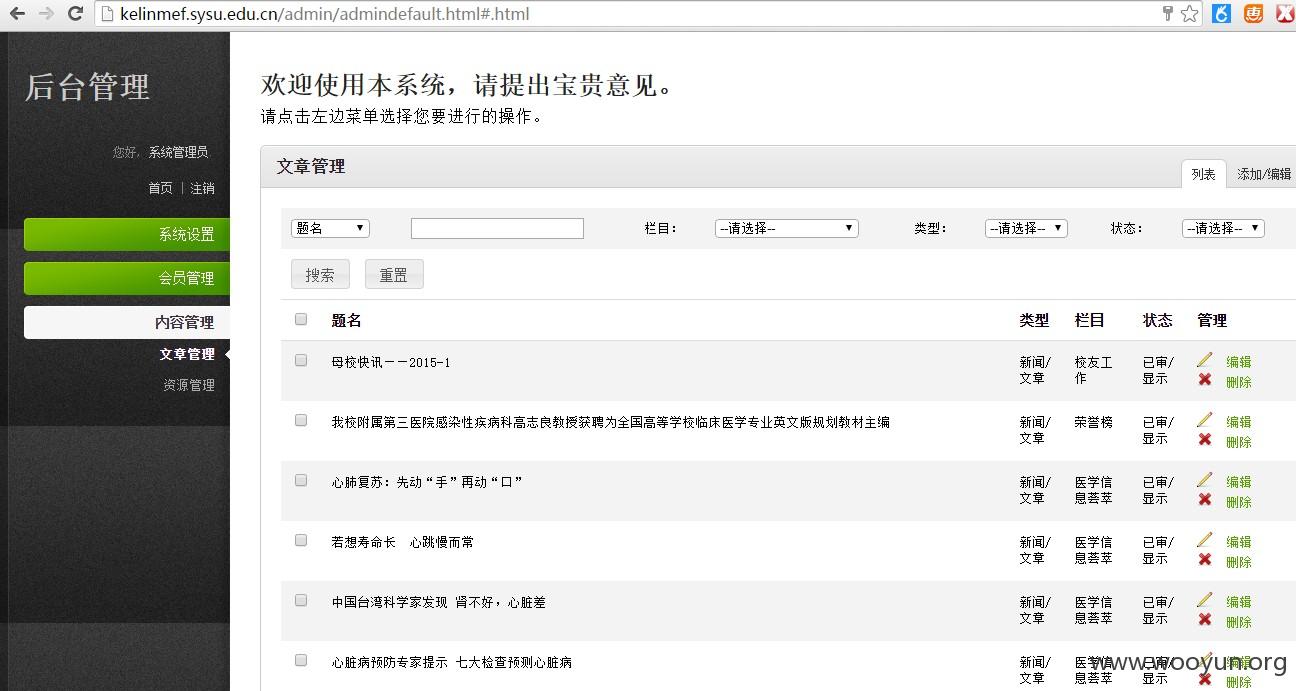 kelinmef.sysu.edu.cn/admin/admindefault.html#.html
后台管理
您好, 系统管理员
首页 | 注销
系统设置
会员管理
内容管理
文章管理
资源管理
欢迎使用本系统，请提出宝贵意见。
请点击左边菜单选择您要进行的操作。
文章管理 列表 添加/编辑
题名 栏目： --请选择-- 类型： --请选择-- 状态： --请选择--
搜索 重置
题名 类型 栏目 状态 管理
母校快讯－－2015-1 新闻/文章 校友工作 已审/显示 编辑 删除
我校附属第三医院感染性疾病科高志良教授获聘为全国高等学校临床医学专业英文版规划教材主编 新闻/文章 荣誉榜 已审/显示 编辑 删除
心肺复苏：先动“手”再动“口” 新闻/文章 医学信息荟萃 已审/显示 编辑 删除
若想寿命长　心跳慢而常 新闻/文章 医学信息荟萃 已审/显示 编辑 删除
中国台湾科学家发现 肾不好，心脏差 新闻/文章 医学信息荟萃 已审/显示 编辑 删除
心脏病预防专家提示 七大检查预测心脏病 新闻/文章 医学信息荟萃 已审/显示 编辑 删除
www.wooyun.org